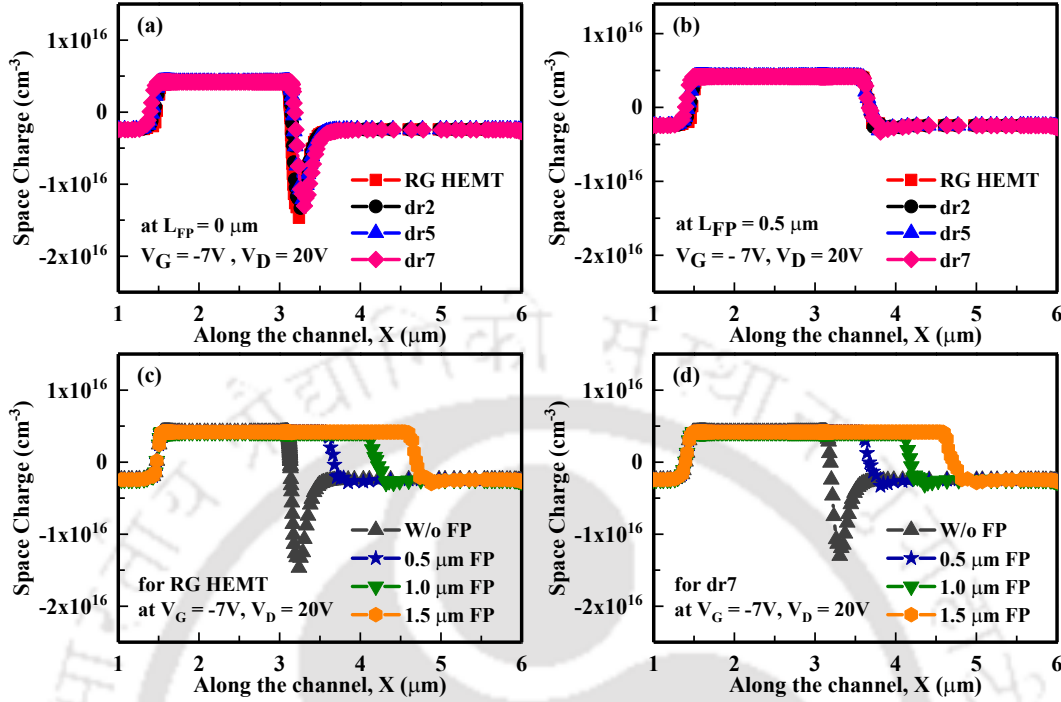 (a)
1x10^16
0
-1x10^16
-2x10^16
Space Charge (cm^-3)
RG HEMT
dr2
dr5
dr7
at L_FP = 0 μm
V_G = -7V , V_D = 20V
1 2 3 4 5 6
Along the channel, X (μm)
(b)
1x10^16
0
-1x10^16
-2x10^16
Space Charge (cm^-3)
RG HEMT
dr2
dr5
dr7
at L_FP = 0.5 μm
V_G = - 7V, V_D = 20V
1 2 3 4 5 6
Along the channel, X (μm)
(c)
1x10^16
0
-1x10^16
-2x10^16
Space Charge (cm^-3)
W/o FP
0.5 μm FP
1.0 μm FP
1.5 μm FP
for RG HEMT
at V_G = -7V, V_D = 20V
1 2 3 4 5 6
Along the channel, X (μm)
(d)
1x10^16
0
-1x10^16
-2x10^16
Space Charge (cm^-3)
W/o FP
0.5 μm FP
1.0 μm FP
1.5 μm FP
for dr7
at V_G = -7V, V_D = 20V
1 2 3 4 5 6
Along the channel, X (μm)